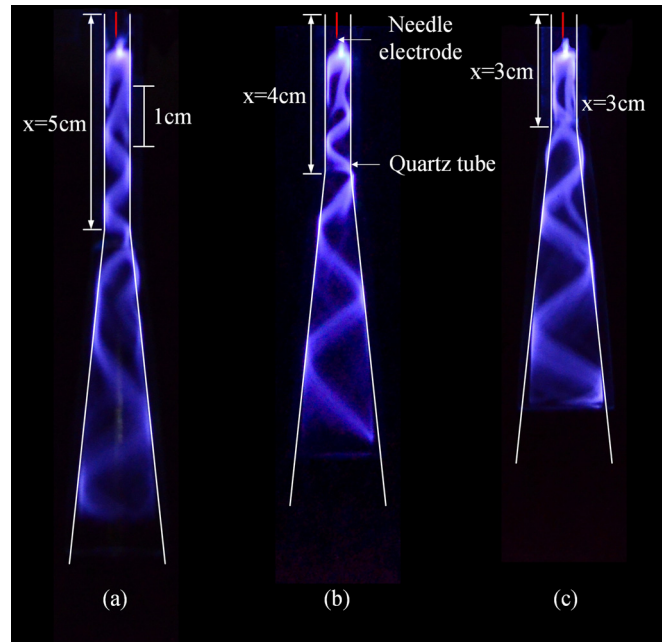 Needle
electrode
x=5cm
1cm
x=4cm
x=3cm
x=3cm
Quartz tube
(a)
(b)
(c)